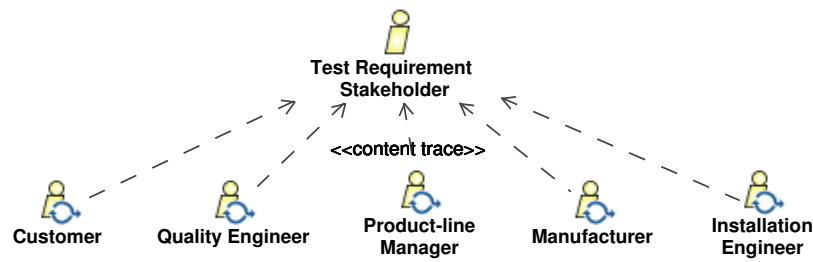 Test Requirement
Stakeholder
<<content trace>>
Customer
Quality Engineer
Product-line
Manager
Manufacturer
Installation
Engineer